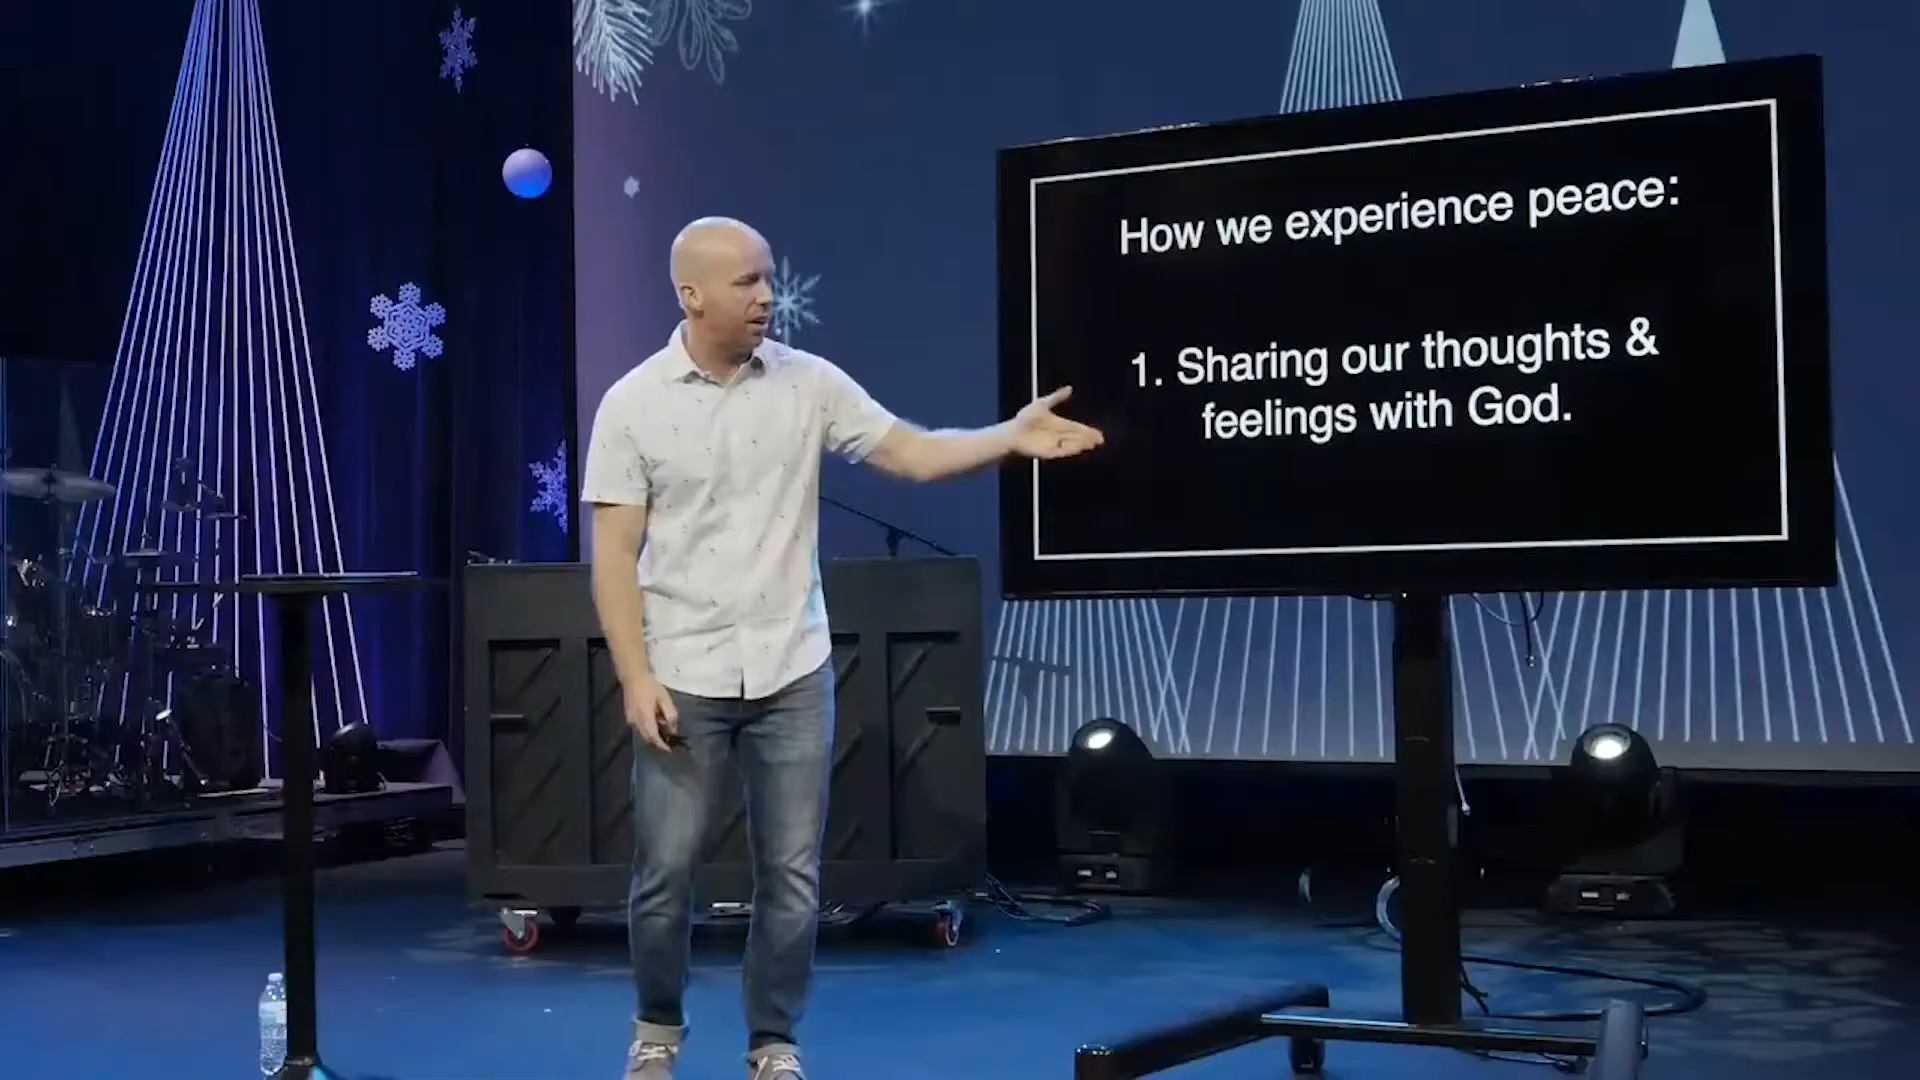 How we experience peace:
1. Sharing our thoughts &
feelings with God.